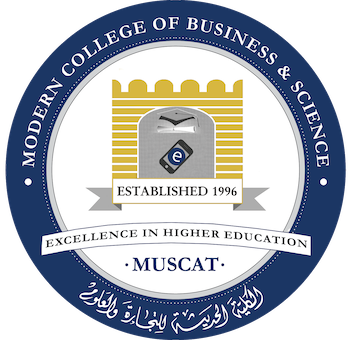 • MODERN COLLEGE OF BUSINESS & SCIENCE •
e
ESTABLISHED 1996
EXCELLENCE IN HIGHER EDUCATION
·MUSCAT·
الكلية الحديثة للتجارة والعلوم